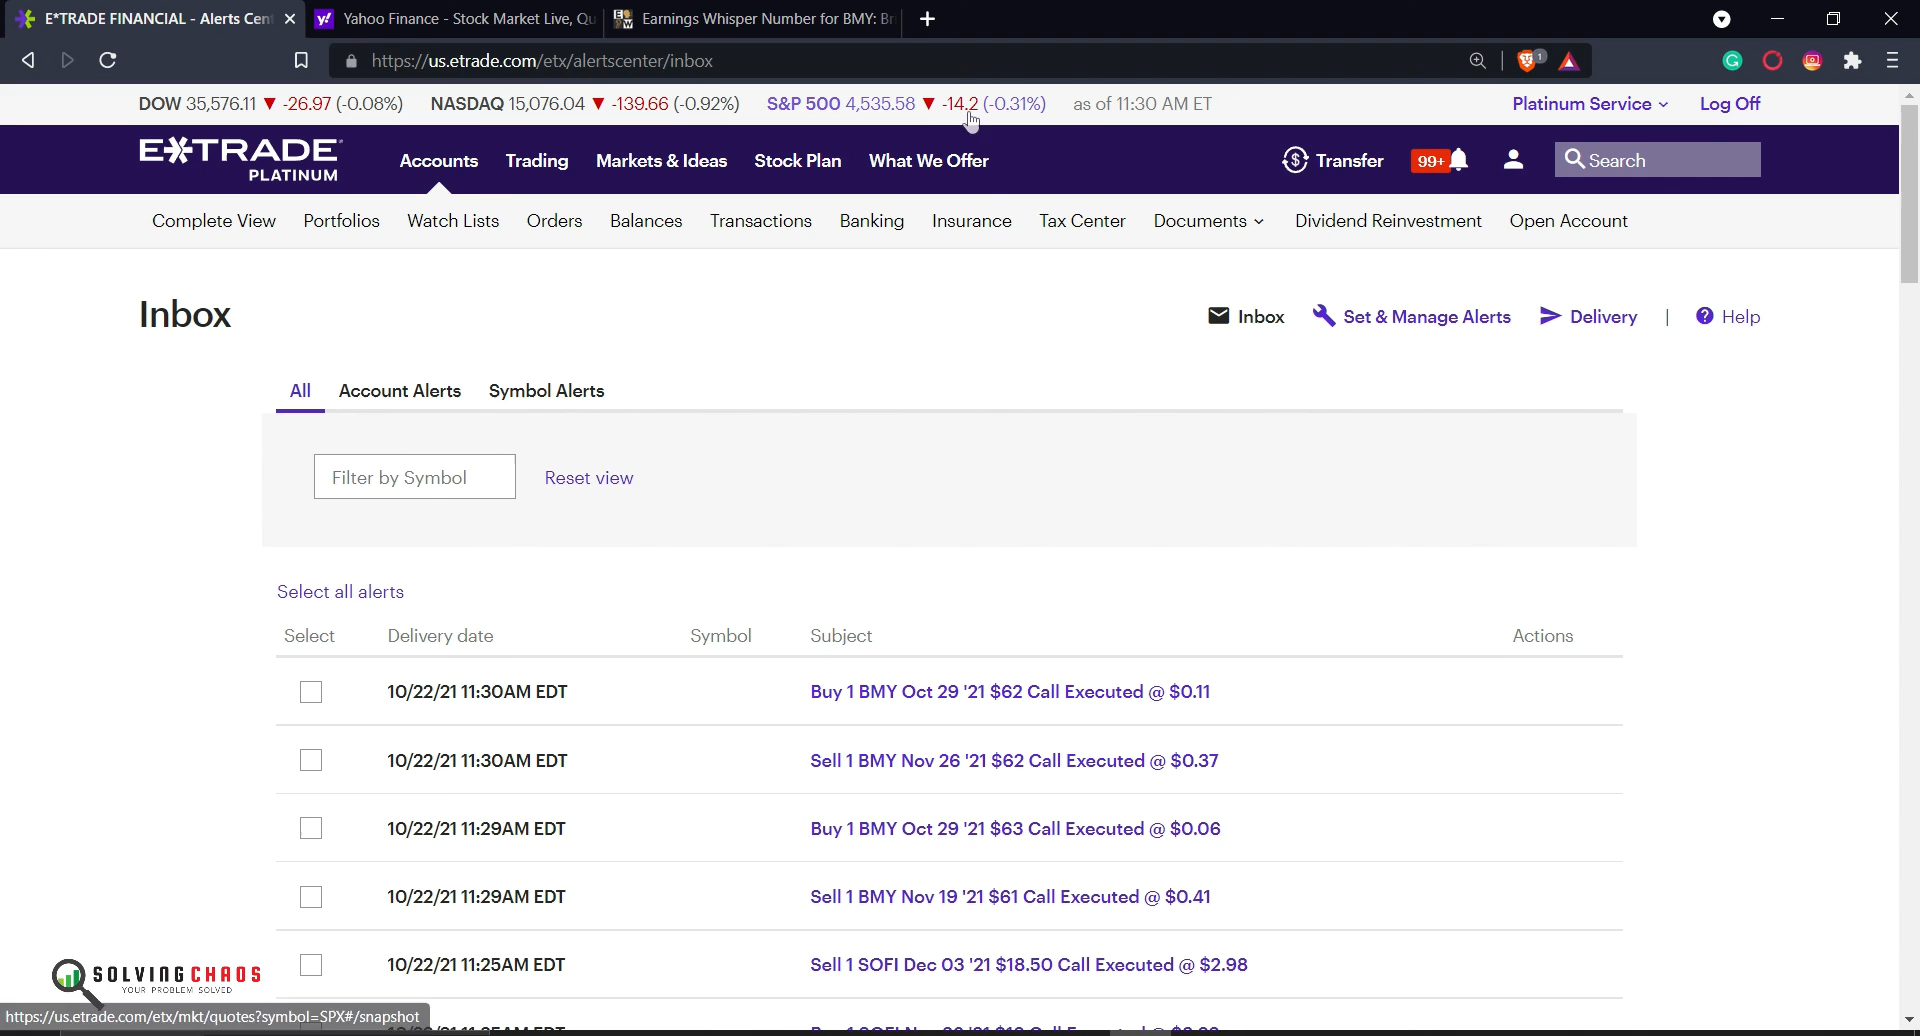 E*TRADE FINANCIAL - Alerts Cen
Yahoo Finance - Stock Market Live, Qu
Earnings Whisper Number for BMY: Br
https://us.etrade.com/etx/alertscenter/inbox
1
DOW 35,576.11 ▼ -26.97 (-0.08%) NASDAQ 15,076.04 ▼ -139.66 (-0.92%) S&P 500 4,535.58 ▼ -14.2 (-0.31%) as of 11:30 AM ET Platinum Service Log Off
E*TRADE
PLATINUM
Accounts Trading Markets & Ideas Stock Plan What We Offer Transfer 99+ Search
Complete View Portfolios Watch Lists Orders Balances Transactions Banking Insurance Tax Center Documents Dividend Reinvestment Open Account
Inbox
Inbox Set & Manage Alerts Delivery | Help
All Account Alerts Symbol Alerts
Filter by Symbol Reset view
Select all alerts
Select Delivery date Symbol Subject Actions
10/22/21 11:30AM EDT Buy 1 BMY Oct 29 '21 $62 Call Executed @ $0.11
10/22/21 11:30AM EDT Sell 1 BMY Nov 26 '21 $62 Call Executed @ $0.37
10/22/21 11:29AM EDT Buy 1 BMY Oct 29 '21 $63 Call Executed @ $0.06
10/22/21 11:29AM EDT Sell 1 BMY Nov 19 '21 $61 Call Executed @ $0.41
10/22/21 11:25AM EDT Sell 1 SOFI Dec 03 '21 $18.50 Call Executed @ $2.98
SOLVING CHAOS
YOUR PROBLEM SOLVED
https://us.etrade.com/etx/mkt/quotes?symbol=SPX#/snapshot